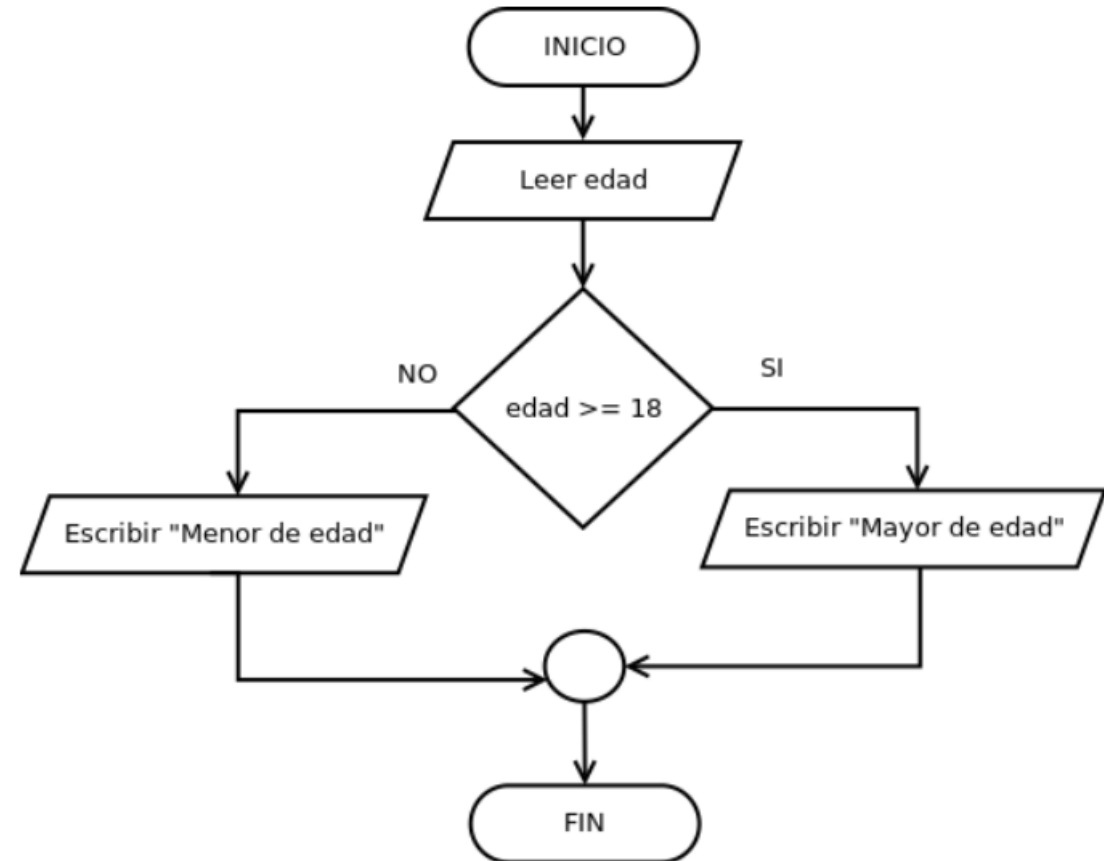 INICIO
Leer edad
NO
SI
edad >= 18
Escribir "Menor de edad"
Escribir "Mayor de edad"
FIN